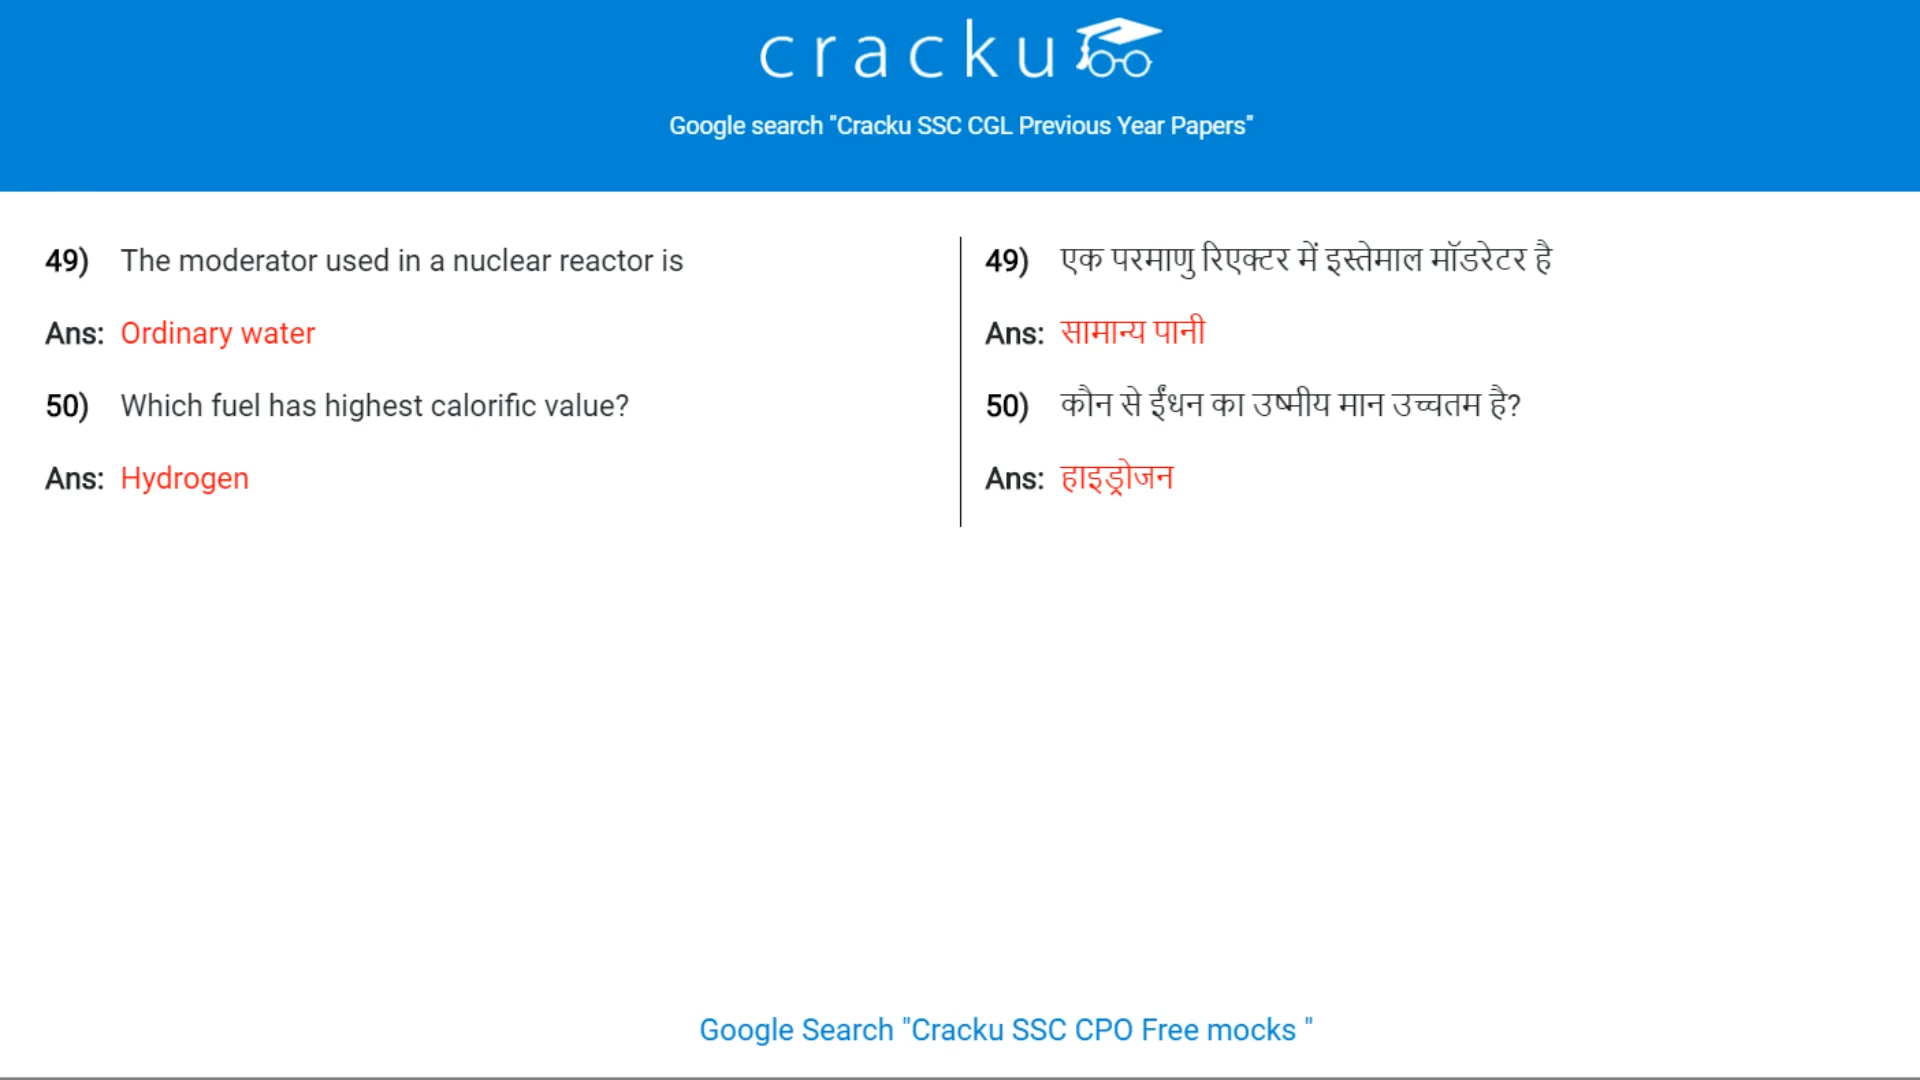 cracku
Google search "Cracku SSC CGL Previous Year Papers"
49) The moderator used in a nuclear reactor is
Ans: Ordinary water
50) Which fuel has highest calorific value?
Ans: Hydrogen
49) एक परमाणु रिएक्टर में इस्तेमाल मॉडरेटर है
Ans: सामान्य पानी
50) कौन से ईंधन का उष्मीय मान उच्चतम है?
Ans: हाइड्रोजन
Google Search "Cracku SSC CPO Free mocks "